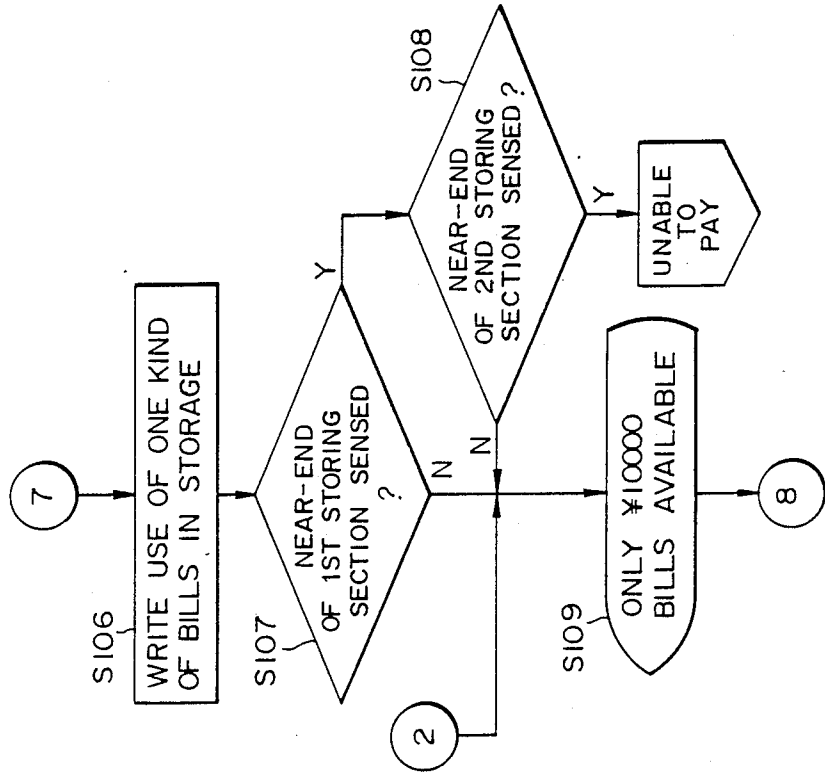 7
S106
WRITE USE OF ONE KIND
OF BILLS IN STORAGE
S107
NEAR-END
OF 1ST STORING
SECTION SENSED
?
Y
N
S108
NEAR-END
OF 2ND STORING
SECTION SENSED?
N
Y
UNABLE
TO
PAY
2
S109
ONLY ¥10000
BILLS AVAILABLE
8